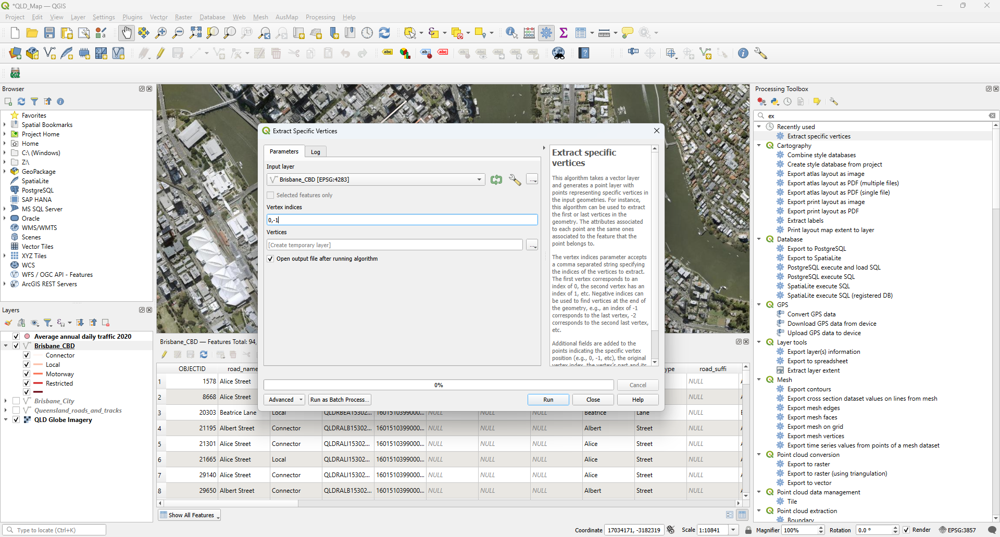 *QLD_Map — QGIS
Project Edit View Layer Settings Plugins Vector Raster Database Web Mesh AusMap Processing Help
Browser
Favorites
Spatial Bookmarks
Project Home
Home
C:\ (Windows)
Z:\
GeoPackage
SpatiaLite
PostgreSQL
SAP HANA
MS SQL Server
Oracle
WMS/WMTS
Scenes
Vector Tiles
XYZ Tiles
WCS
WFS / OGC API - Features
ArcGIS REST Servers
Layers
Average annual daily traffic 2020
Brisbane_CBD
Connector
Local
Motorway
Restricted
Brisbane_City
Queensland_roads_and_tracks
QLD Globe Imagery
Extract Specific Vertices
Parameters Log
Input layer
Brisbane_CBD [EPSG:4283]
Selected features only
Vertex indices
0,-1
Vertices
[Create temporary layer]
Open output file after running algorithm
Extract specific
vertices
This algorithm takes a vector layer
and generates a point layer with
points representing specific vertices in
the input geometries. For instance,
this algorithm can be used to extract
the first or last vertices in the
geometry. The attributes associated
to each point are the same ones
associated to the feature that the
point belongs to.
The vertex indices parameter accepts
a comma separated string specifying
the indices of the vertices to extract.
The first vertex corresponds to an
index of 0, the second vertex has an
index of 1, etc. Negative indices can
be used to find vertices at the end of
the geometry, e.g., an index of -1
corresponds to the last vertex, -2
corresponds to the second last vertex,
etc.
Additional fields are added to the
points indicating the specific vertex
position (e.g., 0, -1, etc), the original
vertex index, the vertex's part and its
0% Cancel
Advanced Run as Batch Process... Run Close Help
Brisbane_CBD — Features Total: 94,
OBJECTID road_name ype road_suffi
1 1578 Alice Street NULL
2 8668 Alice Street NULL
3 20303 Beatrice Lane Local QLDRBEA15302... 1601510399000... NULL NULL NULL Beatrice Lane NULL
4 21195 Albert Street Connector QLDRALB15302... 1601510399000... NULL NULL NULL Albert Street NULL
5 21301 Alice Street Connector QLDRALI15302... 1601510399000... NULL NULL NULL Alice Street NULL
6 21665 Alice Street Local QLDRALI15302... 1601510399000... NULL NULL NULL Alice Street NULL
7 29140 Alice Street Connector QLDRALI15302... 1601510399000... NULL NULL NULL Alice Street NULL
8 29650 Albert Street Connector QLDRALB15302... 1601510399000... NULL NULL NULL Albert Street NULL
Show All Features
Processing Toolbox
ex
Recently used
Extract specific vertices
Cartography
Combine style databases
Create style database from project
Export atlas layout as image
Export atlas layout as PDF (multiple files)
Export atlas layout as PDF (single file)
Export print layout as image
Export print layout as PDF
Extract labels
Print layout map extent to layer
Database
Export to PostgreSQL
Export to SpatiaLite
PostgreSQL execute and load SQL
PostgreSQL execute SQL
SpatiaLite execute SQL
SpatiaLite execute SQL (registered DB)
GPS
Convert GPS data
Download GPS data from device
Upload GPS data to device
Layer tools
Export layer(s) information
Export to spreadsheet
Extract layer extent
Mesh
Export contours
Export cross section dataset values on lines from mesh
Export mesh edges
Export mesh faces
Export mesh on grid
Export mesh vertices
Export time series values from points of a mesh dataset
Point cloud conversion
Export to raster
Export to raster (using triangulation)
Export to vector
Point cloud data management
Tile
Point cloud extraction
Boundary
Type to locate (Ctrl+K) Coordinate 17034171, -3182319 Scale 1:10841 Magnifier 100% Rotation 0.0 ° Render EPSG:3857